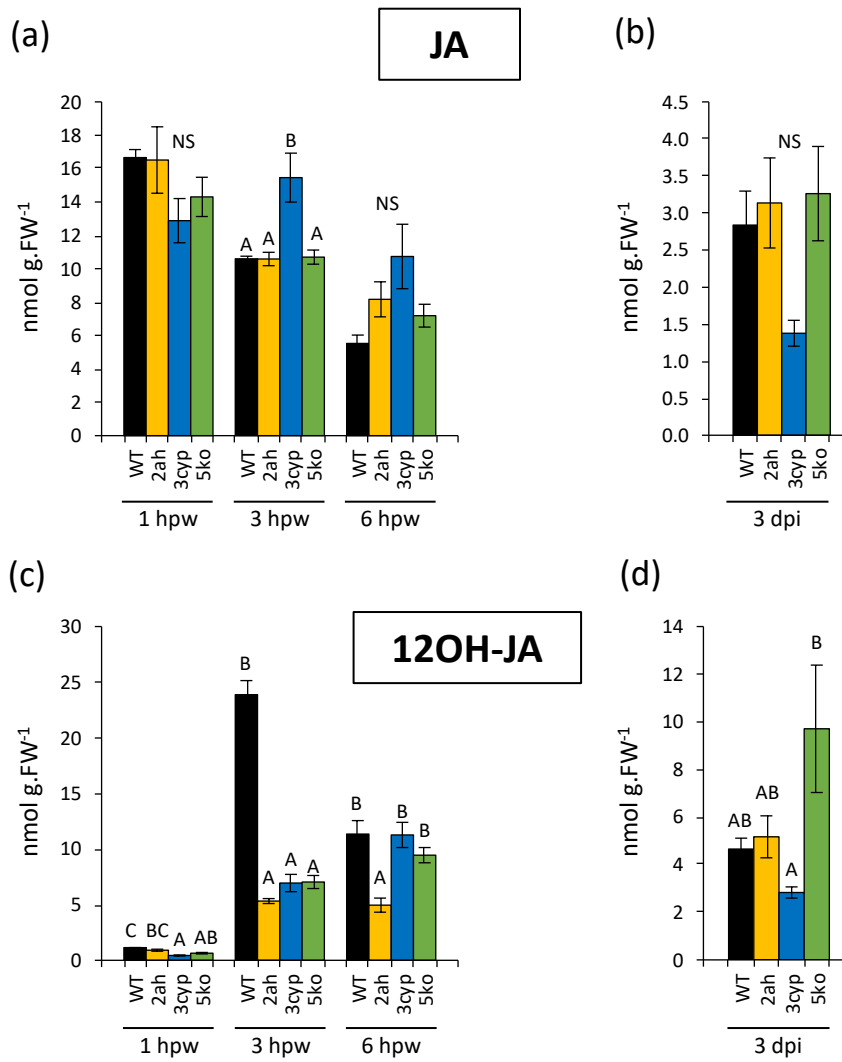 (a)
JA
(b)
nmol g.FW-1
20
18
16
14
12
10
8
6
4
2
0
NS
A A B A
NS
WT 2ah 3cyp 5ko WT 2ah 3cyp 5ko WT 2ah 3cyp 5ko
1 hpw 3 hpw 6 hpw
nmol g.FW-1
4.5
4.0
3.5
3.0
2.5
2.0
1.5
1.0
0.5
0.0
NS
WT 2ah 3cyp 5ko
3 dpi
(c)
12OH-JA
(d)
nmol g.FW-1
30
25
20
15
10
5
0
C BC A AB
B A A A
B A B B
WT 2ah 3cyp 5ko WT 2ah 3cyp 5ko WT 2ah 3cyp 5ko
1 hpw 3 hpw 6 hpw
nmol g.FW-1
14
12
10
8
6
4
2
0
AB AB A B
WT 2ah 3cyp 5ko
3 dpi